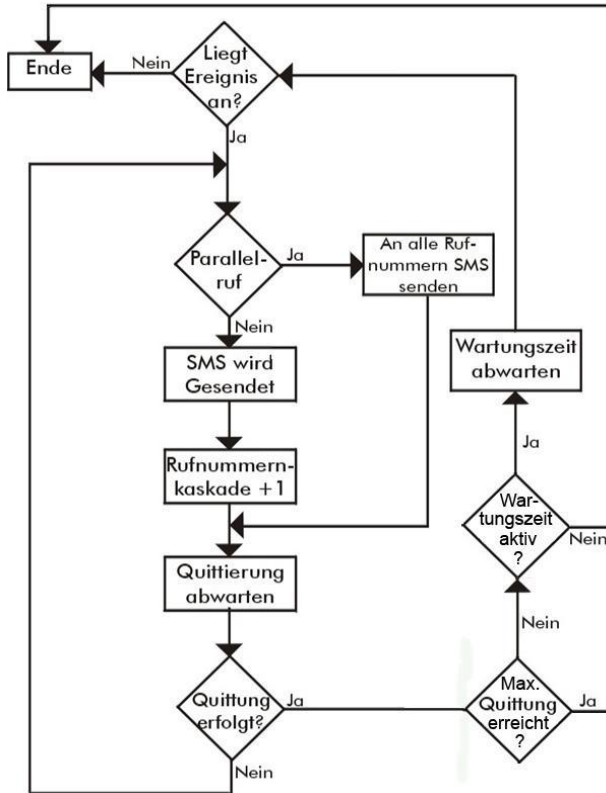 Ende
Nein
Liegt
Ereignis
an?
Ja
Parallel-
ruf
Ja
An alle Ruf-
nummern SMS
senden
Nein
SMS wird
Gesendet
Wartungszeit
abwarten
Ja
Rufnummern-
kaskade +1
War-
tungszeit
aktiv
?
Nein
Quittierung
abwarten
Nein
Quittung
erfolgt?
Ja
Max.
Quittung
erreicht
?
Ja
Nein